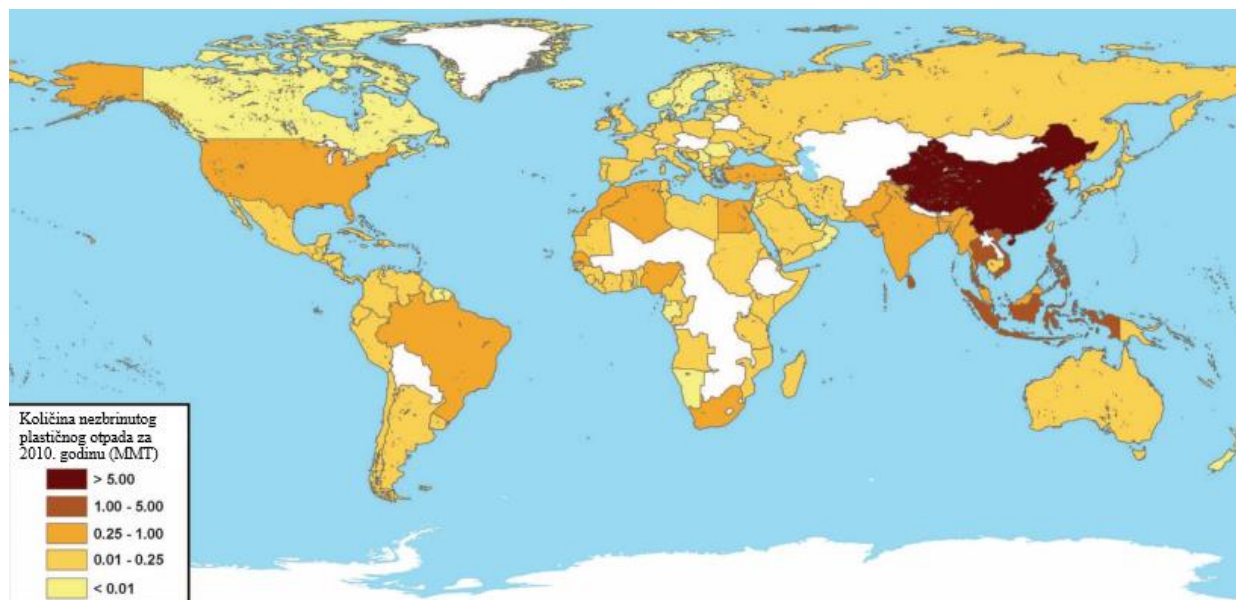 Količina nezbrinutog
plastičnog otpada za
2010. godinu (MMT)
> 5.00
1.00 - 5.00
0.25 - 1.00
0.01 - 0.25
< 0.01